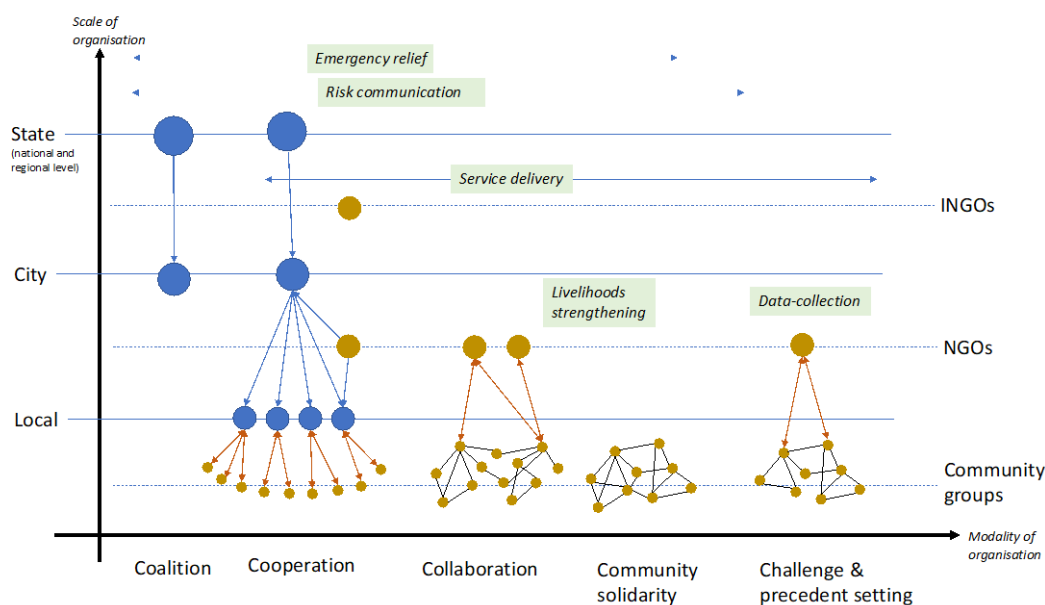 Scale of
organisation
Emergency relief
Risk communication
State
(national and
regional level)
Service delivery
INGOs
City
Livelihoods
strengthening
Data-collection
NGOs
Local
Community
groups
Modality of
organisation
Coalition
Cooperation
Collaboration
Community
solidarity
Challenge &
precedent setting